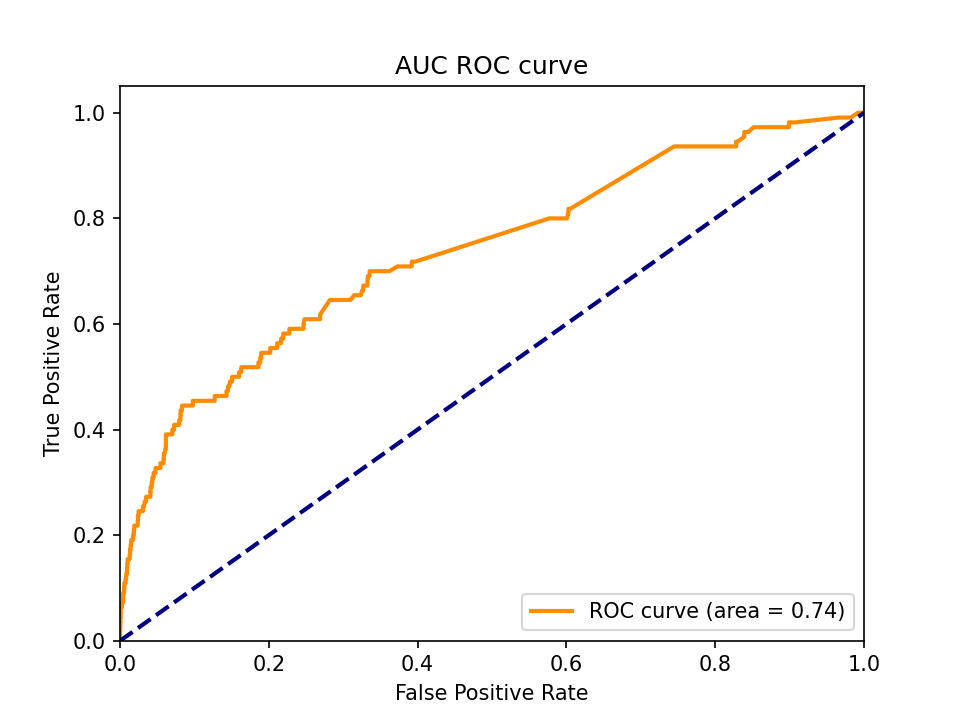 AUC ROC curve
1.0
0.8
0.6
0.4
0.2
0.0
True Positive Rate
ROC curve (area = 0.74)
0.0 0.2 0.4 0.6 0.8 1.0
False Positive Rate